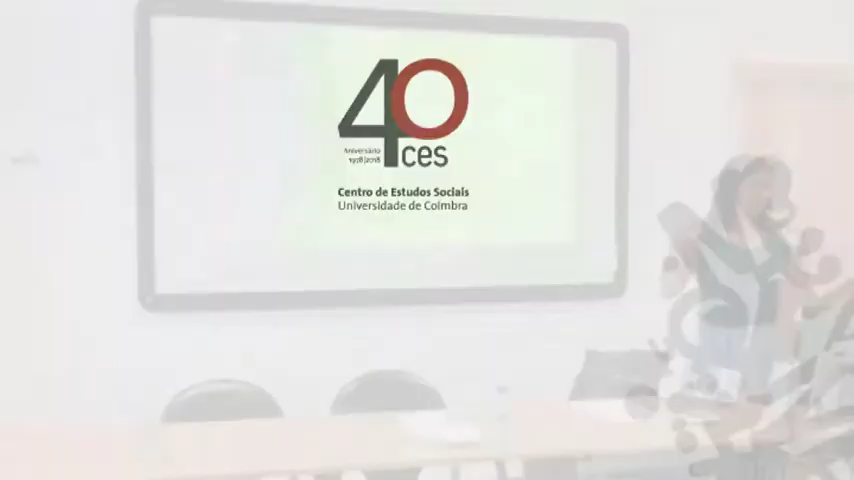 40
Aniversário
1978|2018
ces
Centro de Estudos Sociais
Universidade de Coimbra